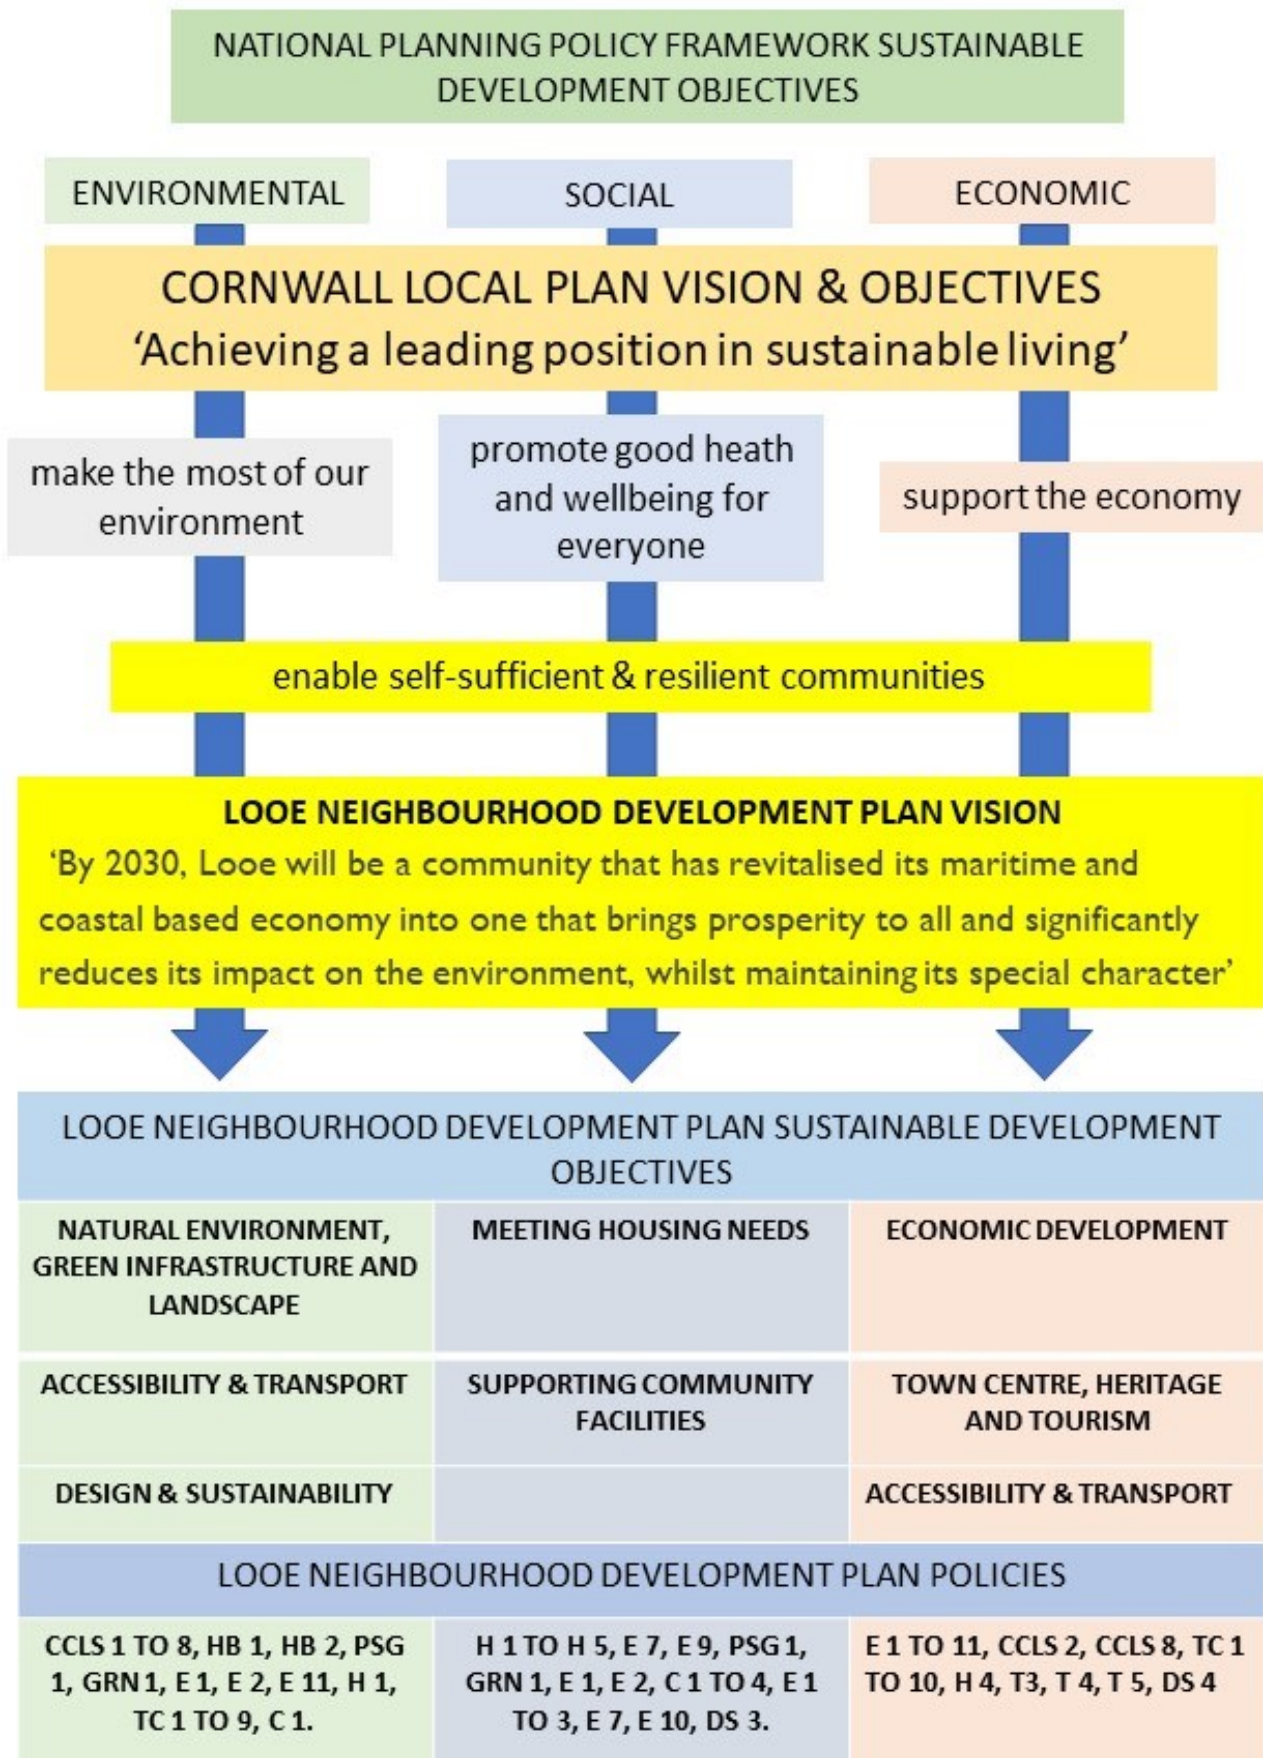 NATIONAL PLANNING POLICY FRAMEWORK SUSTAINABLE
DEVELOPMENT OBJECTIVES
ENVIRONMENTAL
SOCIAL
ECONOMIC
CORNWALL LOCAL PLAN VISION & OBJECTIVES
'Achieving a leading position in sustainable living'
make the most of our
environment
promote good heath
and wellbeing for
everyone
support the economy
enable self-sufficient & resilient communities
LOOE NEIGHBOURHOOD DEVELOPMENT PLAN VISION
'By 2030, Looe will be a community that has revitalised its maritime and
coastal based economy into one that brings prosperity to all and significantly
reduces its impact on the environment, whilst maintaining its special character'
LOOE NEIGHBOURHOOD DEVELOPMENT PLAN SUSTAINABLE DEVELOPMENT
OBJECTIVES
NATURAL ENVIRONMENT,
GREEN INFRASTRUCTURE AND
LANDSCAPE
MEETING HOUSING NEEDS
ECONOMIC DEVELOPMENT
ACCESSIBILITY & TRANSPORT
SUPPORTING COMMUNITY
FACILITIES
TOWN CENTRE, HERITAGE
AND TOURISM
DESIGN & SUSTAINABILITY
ACCESSIBILITY & TRANSPORT
LOOE NEIGHBOURHOOD DEVELOPMENT PLAN POLICIES
CCLS 1 TO 8, HB 1, HB 2, PSG
1, GRN 1, E 1, E 2, E 11, H 1,
TC 1 TO 9, C 1.
H 1 TO H 5, E 7, E 9, PSG 1,
GRN 1, E 1, E 2, C 1 TO 4, E 1
TO 3, E 7, E 10, DS 3.
E 1 TO 11, CCLS 2, CCLS 8, TC 1
TO 10, H 4, T3, T 4, T 5, DS 4